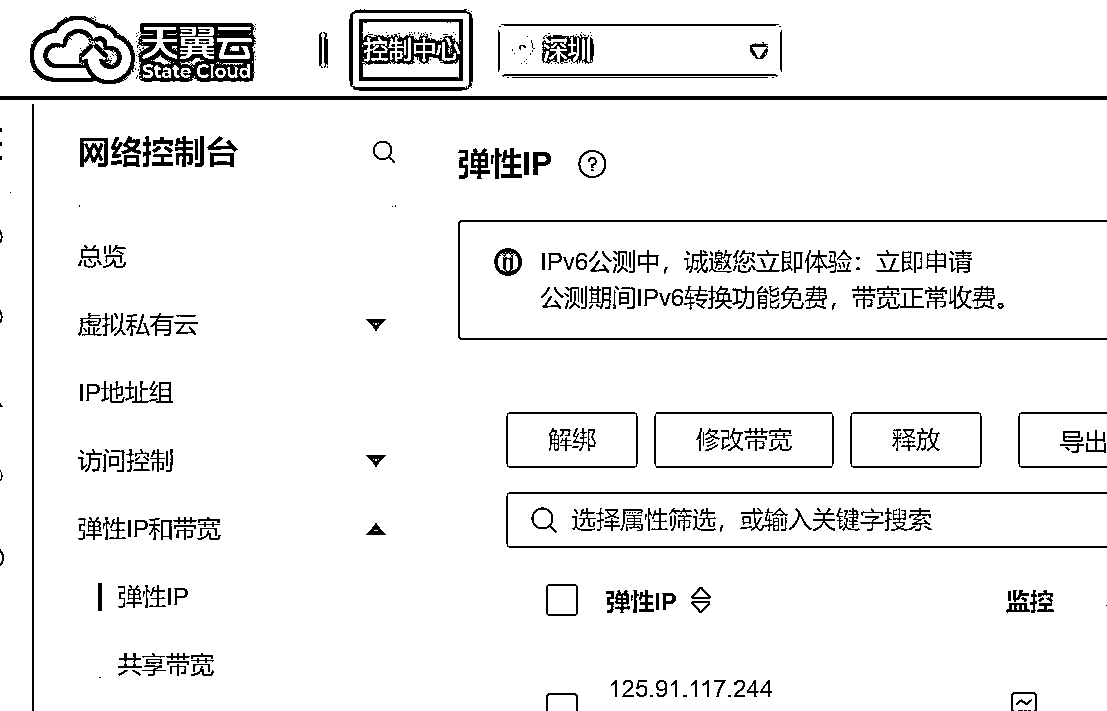 天翼云
State Cloud
控制中心
深圳
网络控制台
弹性IP
IPv6公测中，诚邀您立即体验：立即申请
公测期间IPv6转换功能免费，带宽正常收费。
总览
虚拟私有云
IP地址组
访问控制
弹性IP和带宽
弹性IP
共享带宽
解绑
修改带宽
释放
导出
选择属性筛选，或输入关键字搜索
弹性IP
监控
125.91.117.244